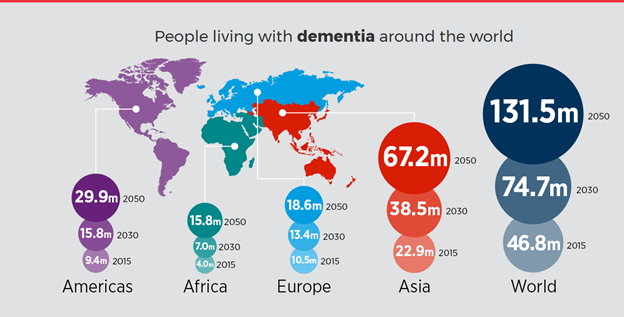 People living with dementia around the world
29.9m 2050
15.8m 2030
9.4m 2015
Americas
15.8m 2050
7.0m 2030
4.0m 2015
Africa
18.6m 2050
13.4m 2030
10.5m 2015
Europe
67.2m 2050
38.5m 2030
22.9m 2015
Asia
131.5m 2050
74.7m 2030
46.8m 2015
World